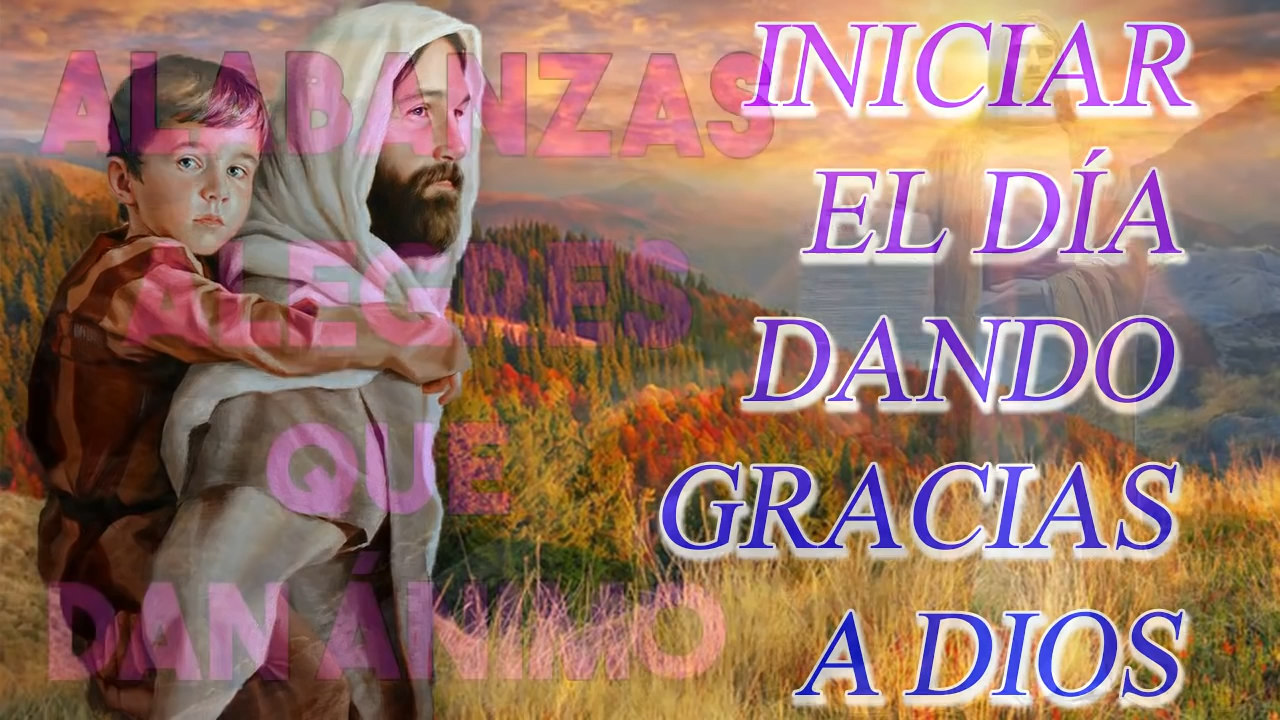 ALABANZAS
ALEGRES
QUE
DAN ÁNIMO
INICIAR
EL DÍA
DANDO
GRACIAS
A DIOS